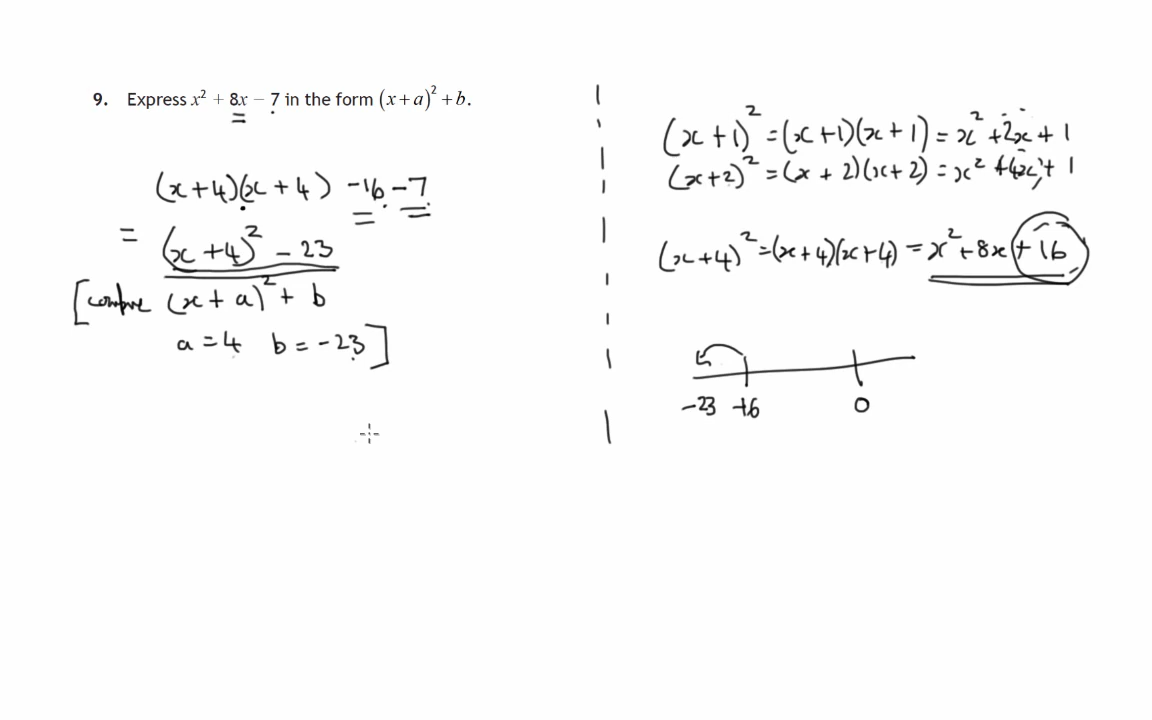 9. Express x² + 8x − 7 in the form (x+a)² + b.
(x+4)(x+4) -16 -7
= (x+4)² - 23
[compare (x+a)² + b
a=4 b=-23]
(x+1)² = (x+1)(x+1) = x² + 2x + 1
(x+2)² = (x+2)(x+2) = x² + 4x + 1
(x+4)² = (x+4)(x+4) = x² + 8x + 16
-23 -16 0